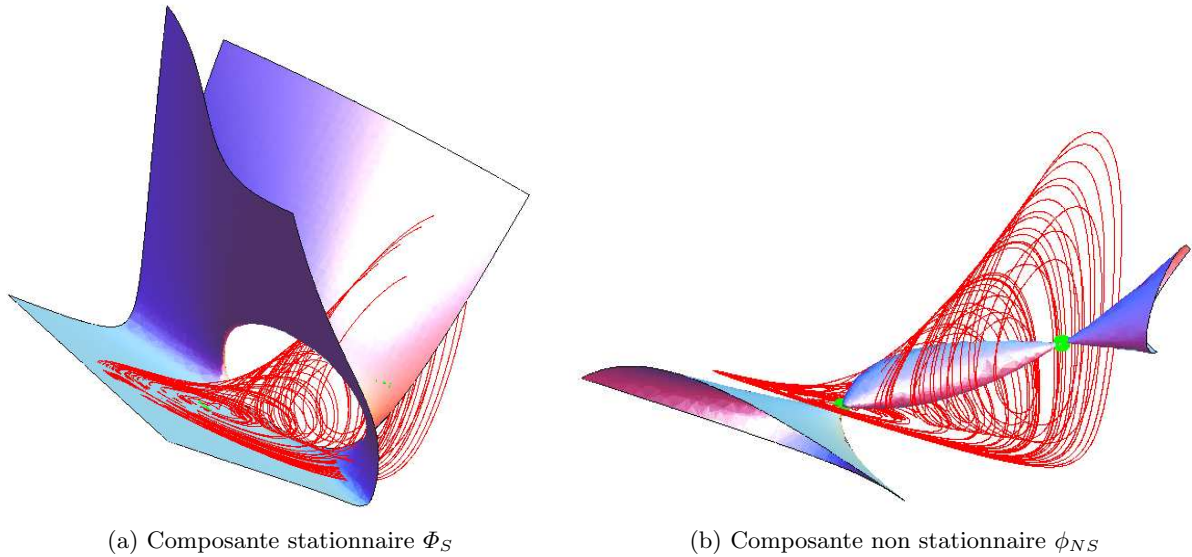 (a) Composante stationnaire Φ_S
(b) Composante non stationnaire ϕ_NS